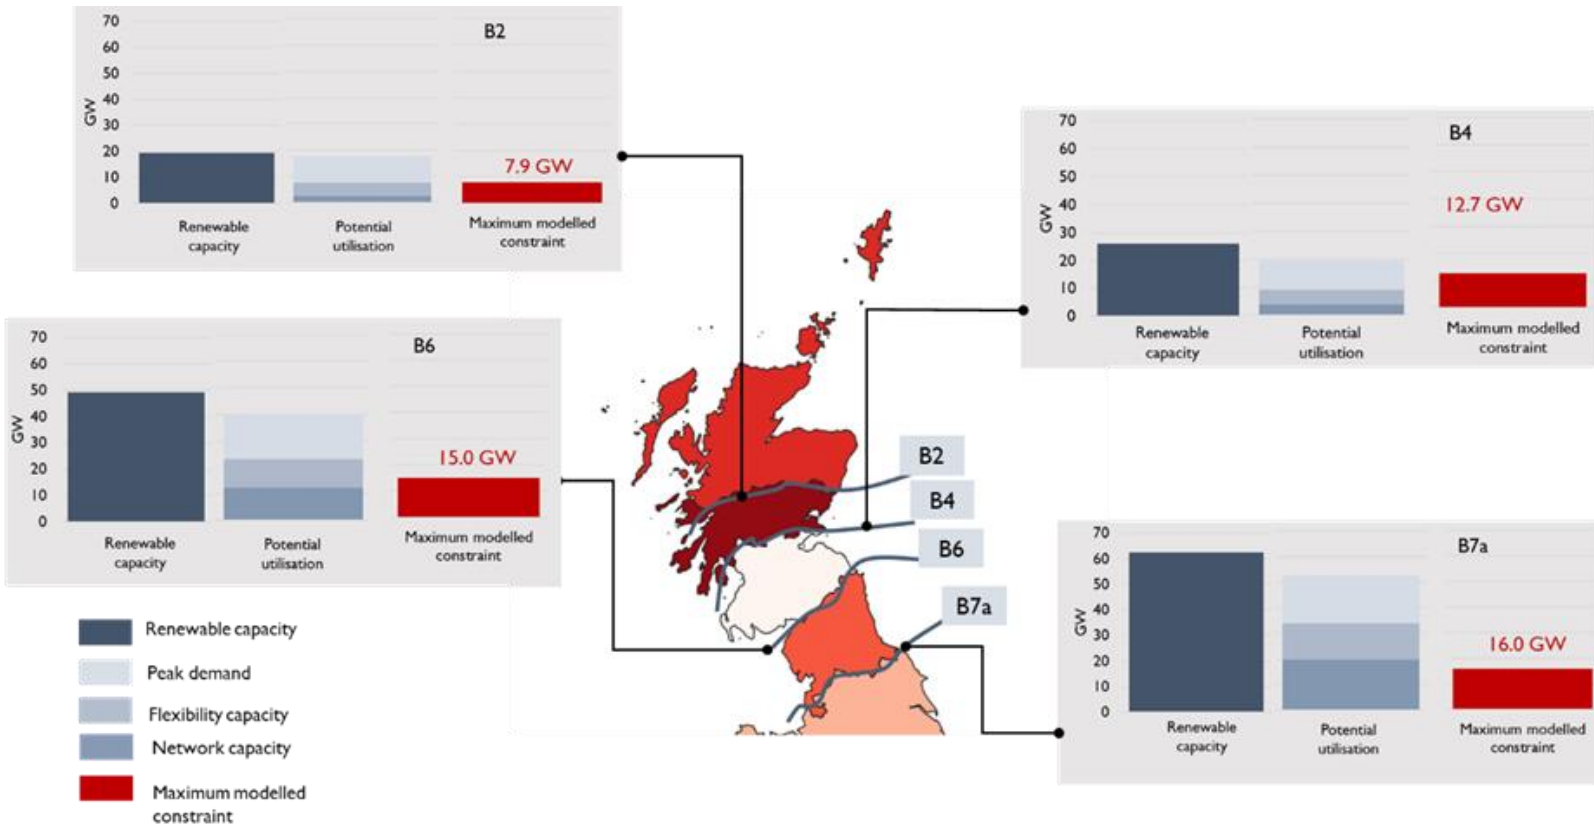 B2
70
60
50
40
30
20
10
0
GW
7.9 GW
Renewable
capacity
Potential
utilisation
Maximum modelled
constraint
B4
70
60
50
40
30
20
10
0
GW
12.7 GW
Renewable
capacity
Potential
utilisation
Maximum modelled
constraint
B6
70
60
50
40
30
20
10
0
GW
15.0 GW
Renewable
capacity
Potential
utilisation
Maximum modelled
constraint
B2
B4
B6
B7a
B7a
70
60
50
40
30
20
10
0
GW
16.0 GW
Renewable
capacity
Potential
utilisation
Maximum modelled
constraint
Renewable capacity
Peak demand
Flexibility capacity
Network capacity
Maximum modelled
constraint